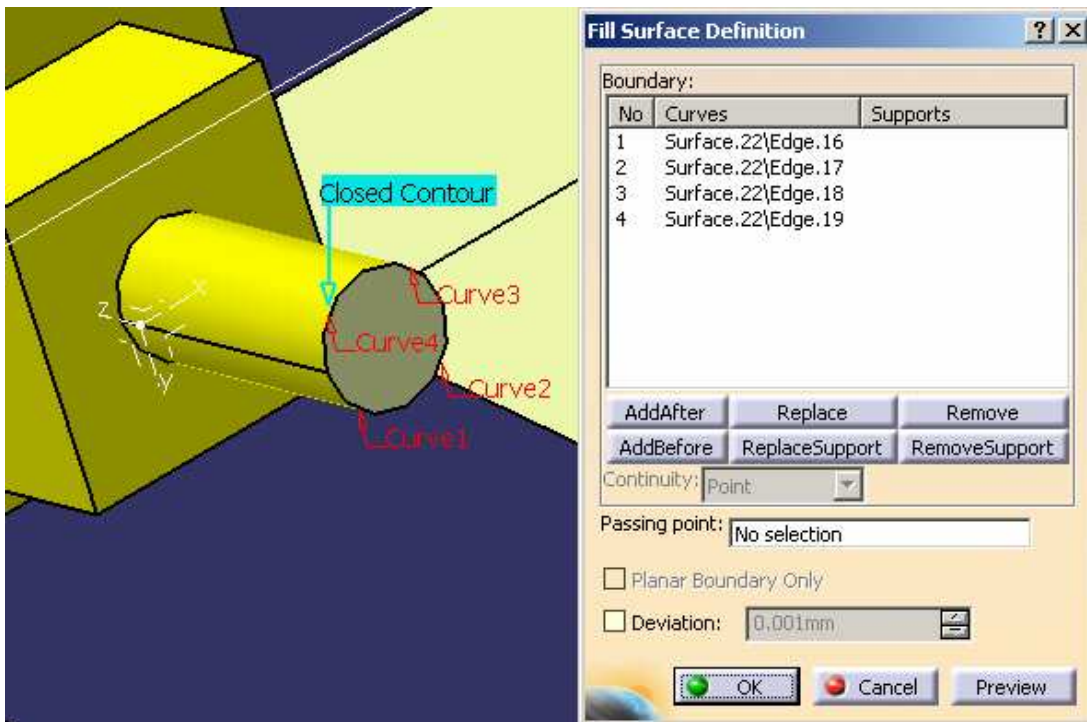 Closed Contour
Curve3
Curve4
Curve2
Curve1
z
x
y
Fill Surface Definition
? X
Boundary:
No Curves Supports
1 Surface.22\Edge.16
2 Surface.22\Edge.17
3 Surface.22\Edge.18
4 Surface.22\Edge.19
AddAfter Replace Remove
AddBefore ReplaceSupport RemoveSupport
Continuity: Point
Passing point: No selection
Planar Boundary Only
Deviation: 0.001mm
OK Cancel Preview